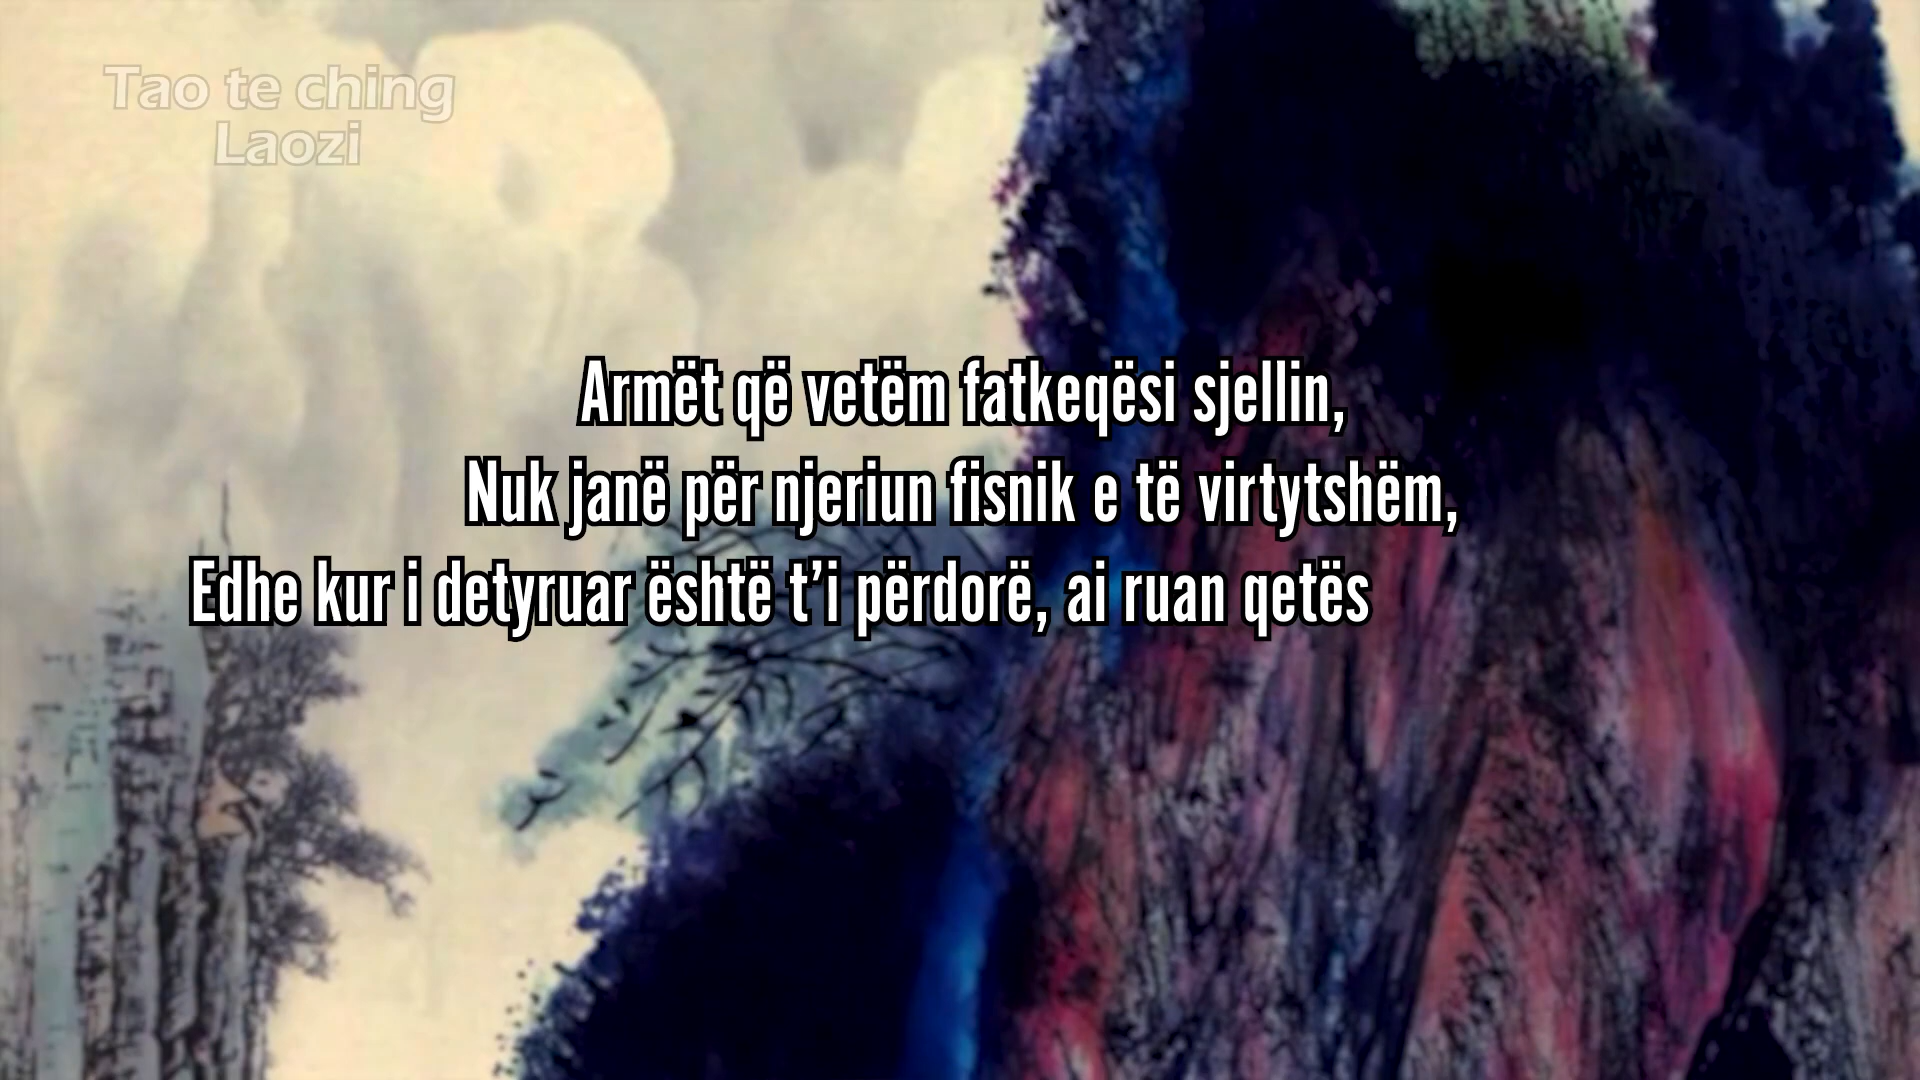 Tao te ching
Laozi
Armët që vetëm fatkeqësi sjellin,
Nuk janë për njeriun fisnik e të virtytshëm,
Edhe kur i detyruar është t’i përdorë, ai ruan qetës